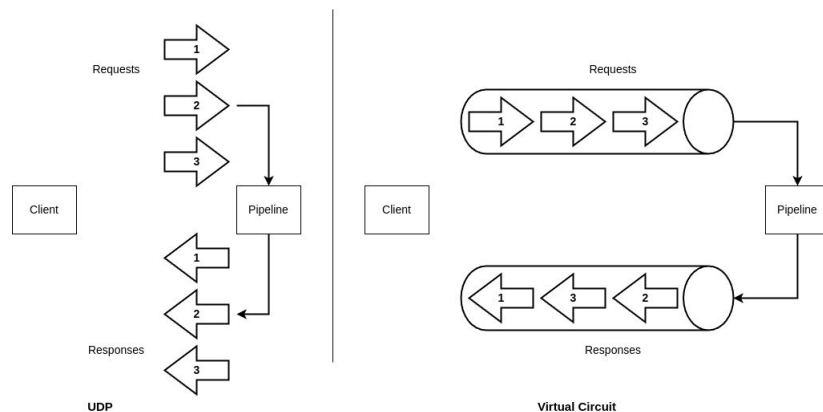 1
Requests
2
3
Client
Pipeline
1
2
Responses
3
UDP
Requests
1 2 3
Client
Pipeline
1 3 2
Responses
Virtual Circuit